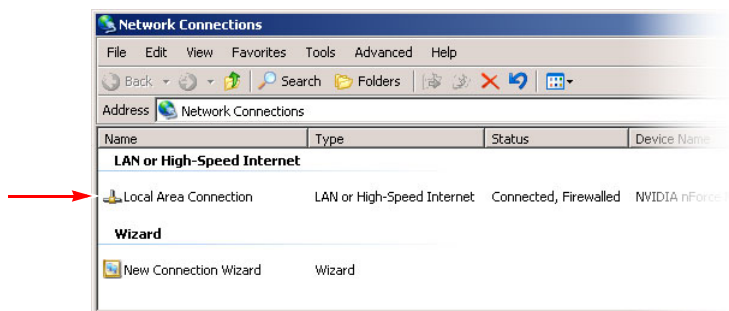 Network Connections
File Edit View Favorites Tools Advanced Help
Back Search Folders
Address Network Connections
Name Type Status Device Name
LAN or High-Speed Internet
Local Area Connection LAN or High-Speed Internet Connected, Firewalled NVIDIA nForce
Wizard
New Connection Wizard Wizard